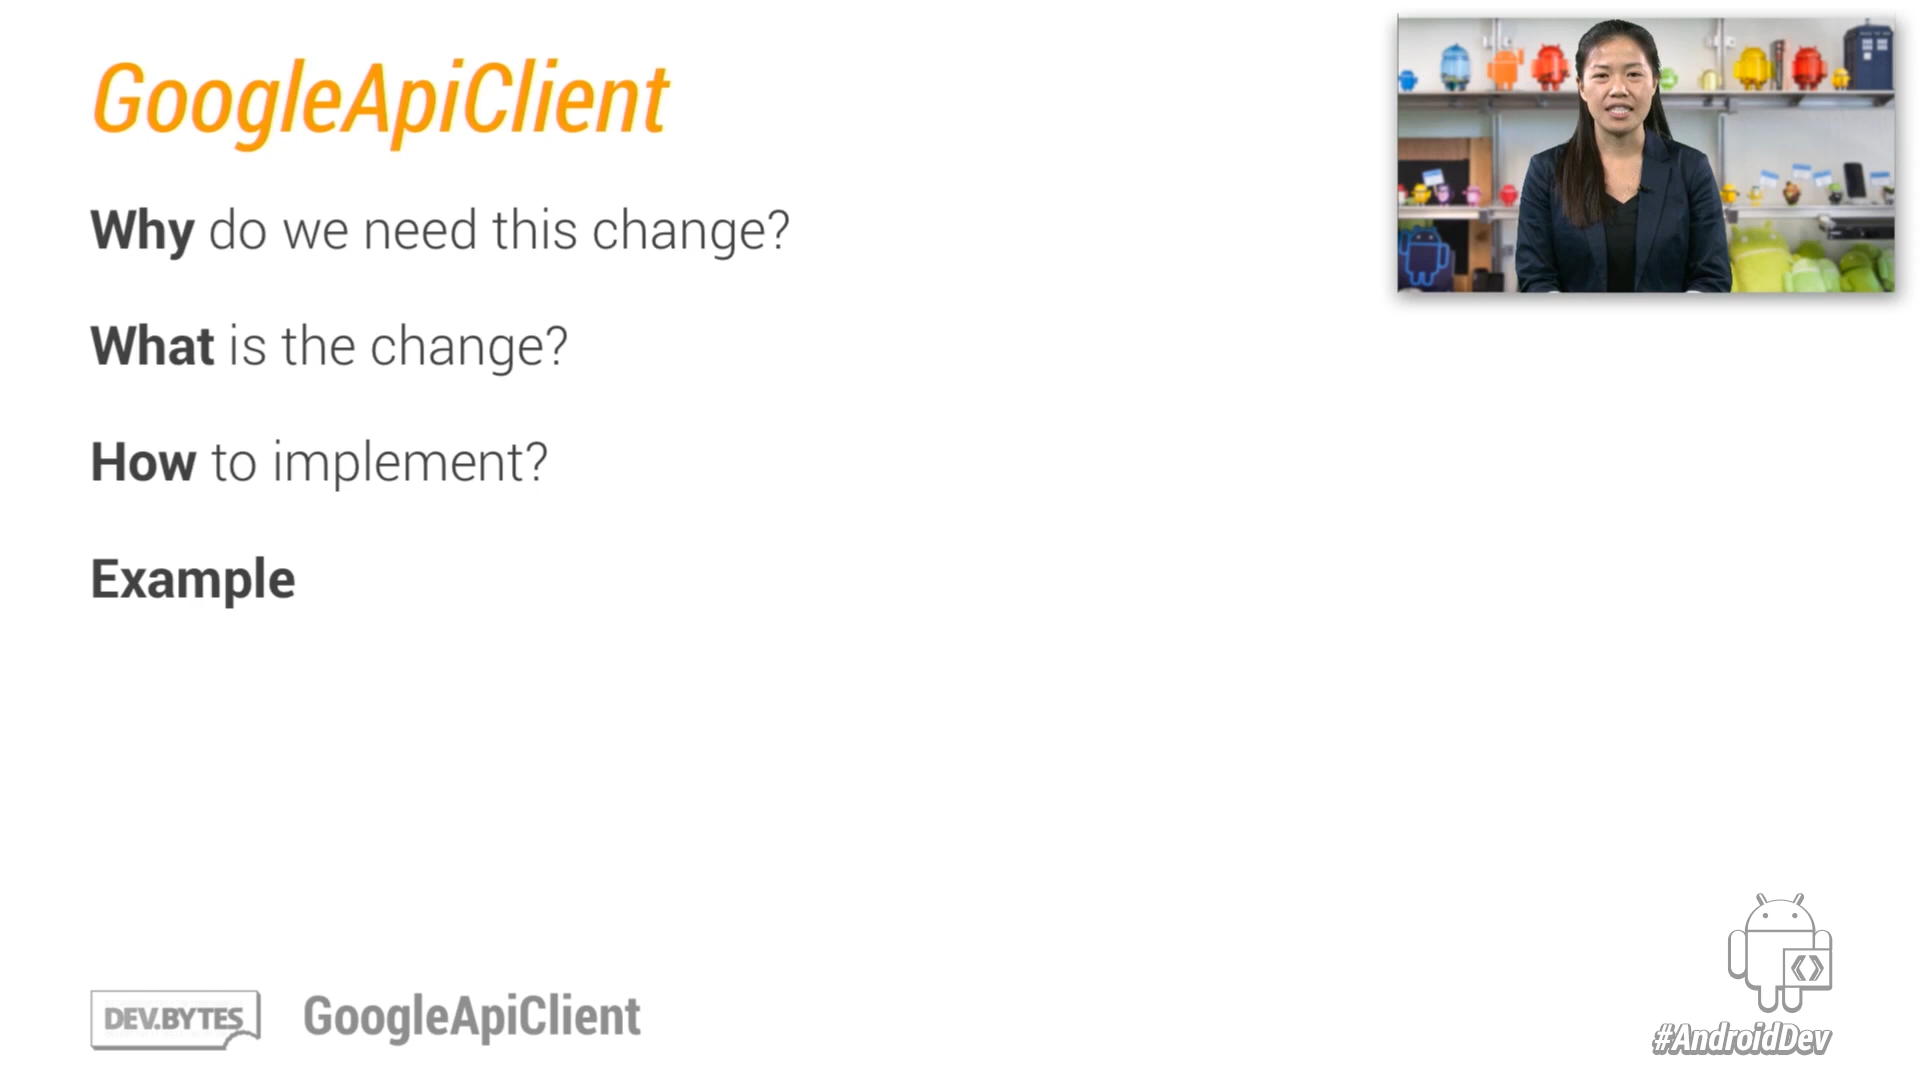 GoogleApiClient
Why do we need this change?
What is the change?
How to implement?
Example
DEV.BYTES
GoogleApiClient
#AndroidDev